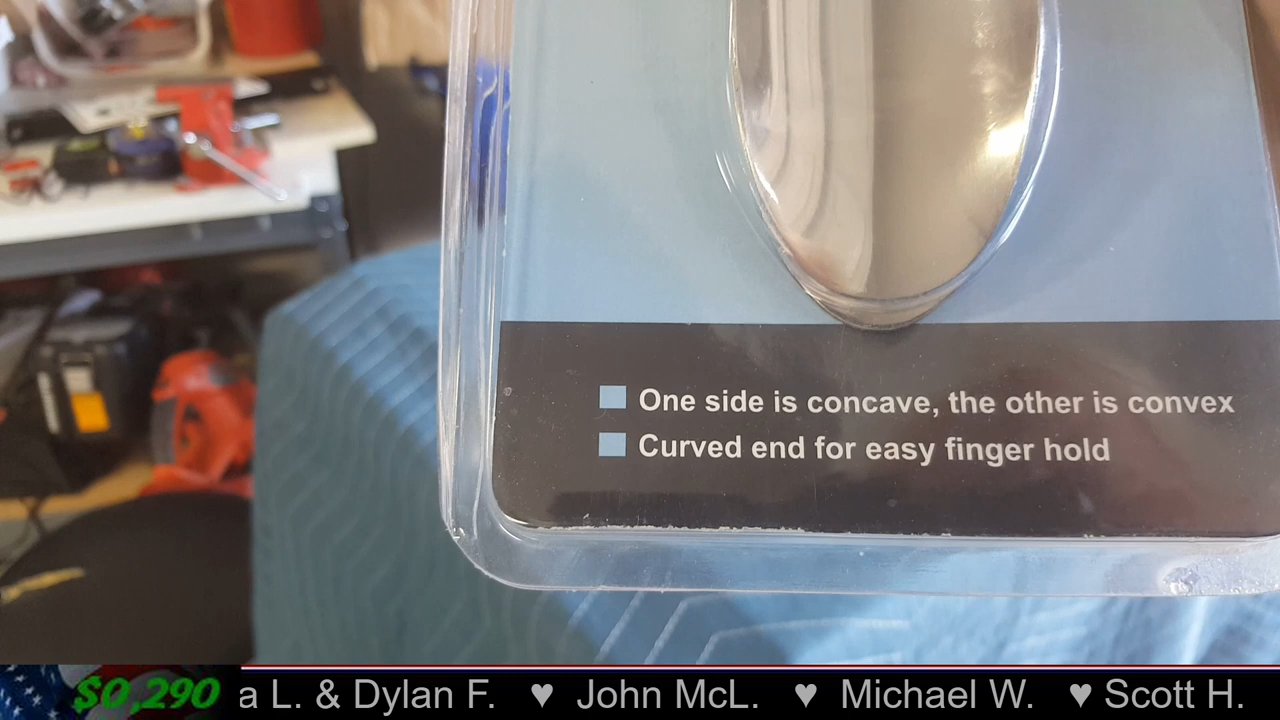 One side is concave, the other is convex
Curved end for easy finger hold
$0,290 a L. & Dylan F. ♥ John McL. ♥ Michael W. ♥ Scott H.